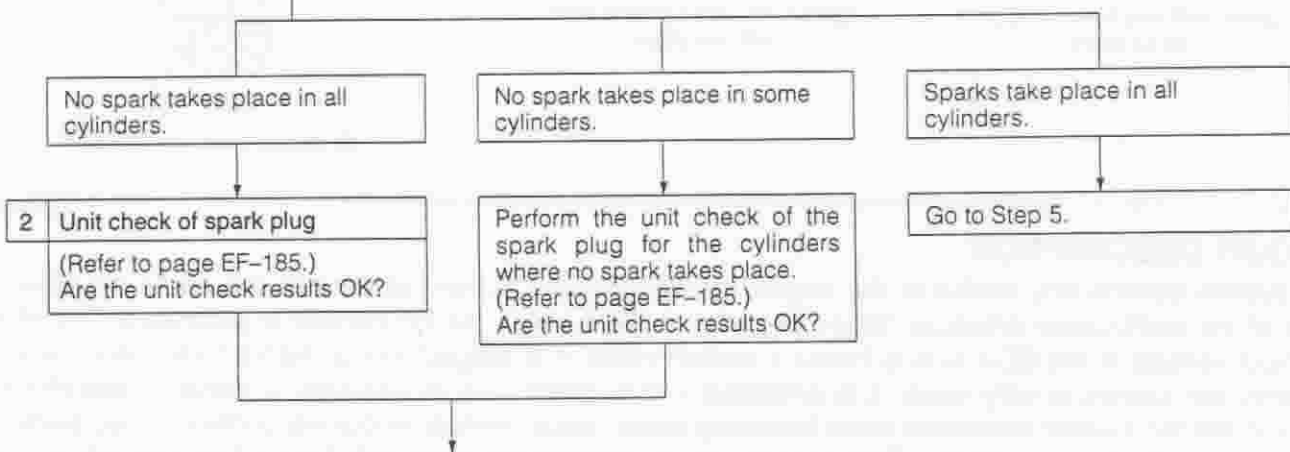 No spark takes place in all
cylinders.
No spark takes place in some
cylinders.
Sparks take place in all
cylinders.
2 Unit check of spark plug
(Refer to page EF–185.)
Are the unit check results OK?
Perform the unit check of the
spark plug for the cylinders
where no spark takes place.
(Refer to page EF–185.)
Are the unit check results OK?
Go to Step 5.